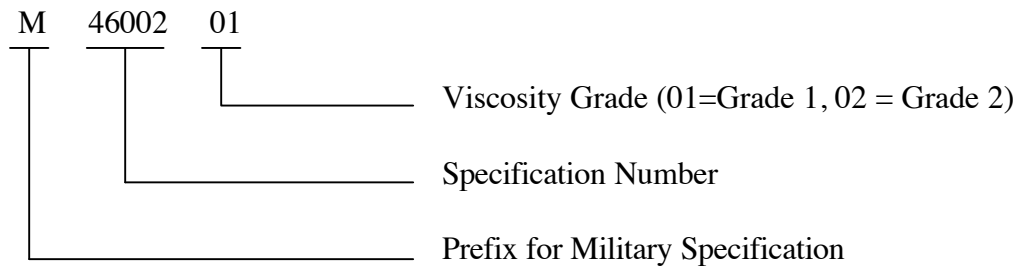 M 46002 01
Viscosity Grade (01=Grade 1, 02 = Grade 2)
Specification Number
Prefix for Military Specification